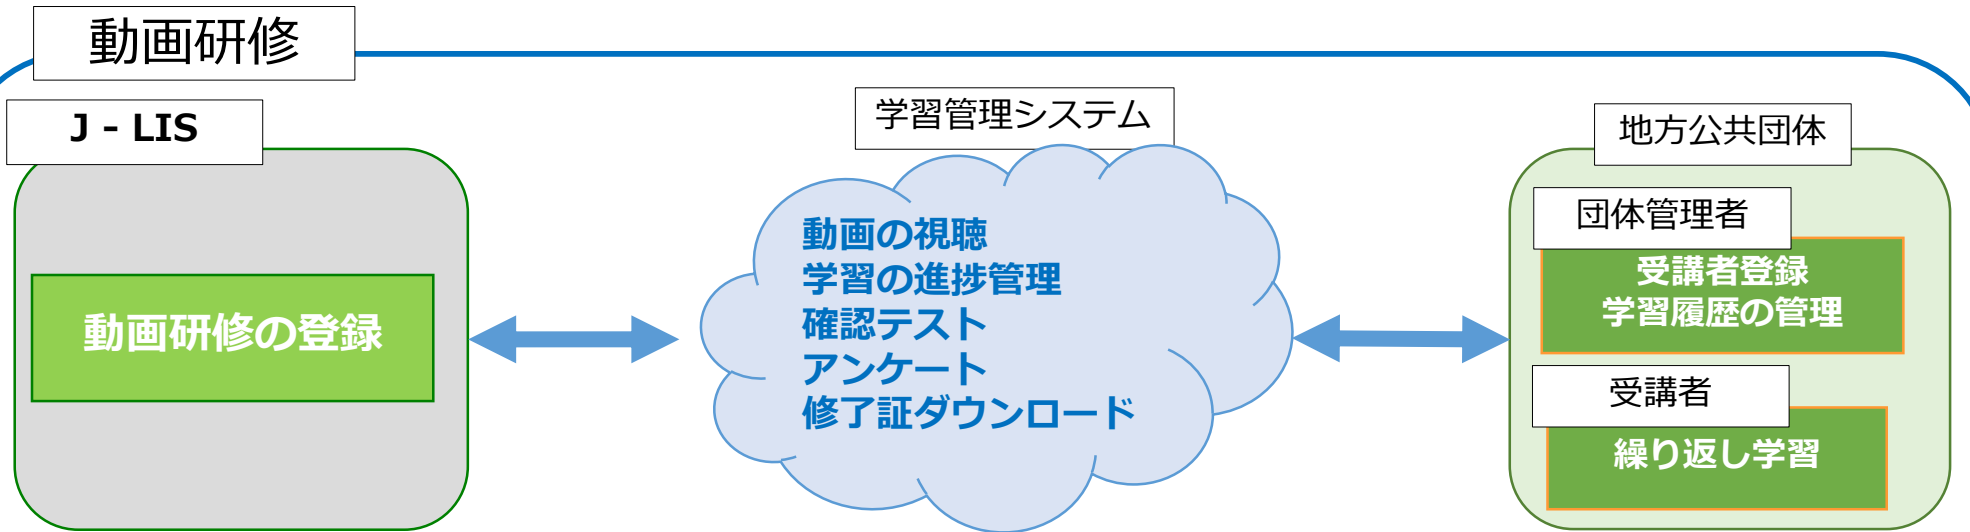 動画研修
J - LIS
動画研修の登録
学習管理システム
動画の視聴
学習の進捗管理
確認テスト
アンケート
修了証ダウンロード
地方公共団体
団体管理者
受講者登録
学習履歴の管理
受講者
繰り返し学習